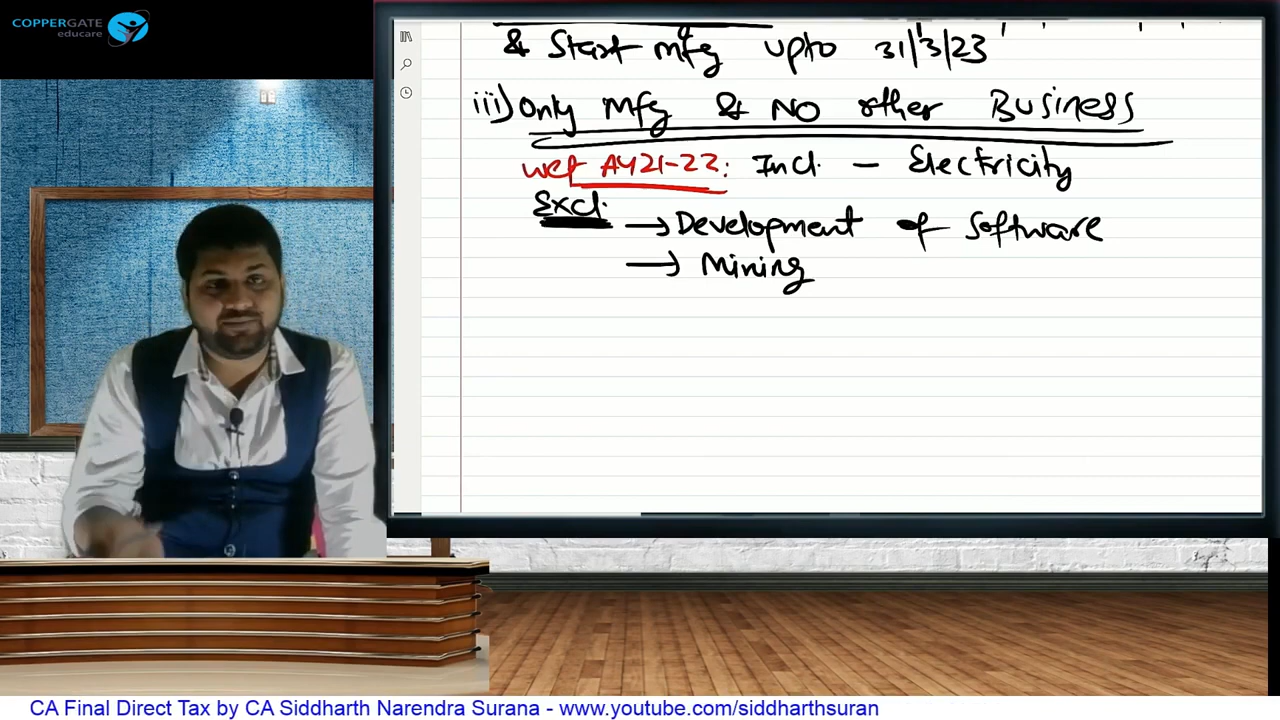 COPPERGATE
educare
& Start mfg upto 31/3/23
iii) Only Mfg & NO other Business
wef AY21-22: Incl. - Electricity
Excl.
→ Development of Software
→ Mining
CA Final Direct Tax by CA Siddharth Narendra Surana - www.youtube.com/siddharthsuran